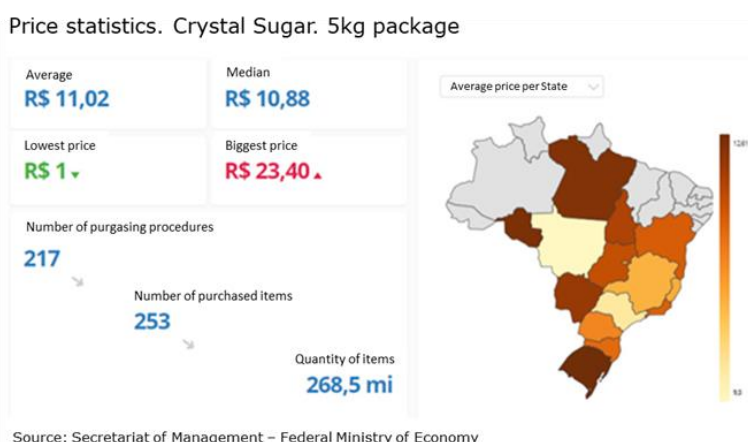 Price statistics. Crystal Sugar. 5kg package
Average
R$ 11,02
Median
R$ 10,88
Lowest price
R$ 1
Biggest price
R$ 23,40
Number of purgasing procedures
217
Number of purchased items
253
Quantity of items
268,5 mi
Average price per State
Source: Secretariat of Management – Federal Ministry of Economy